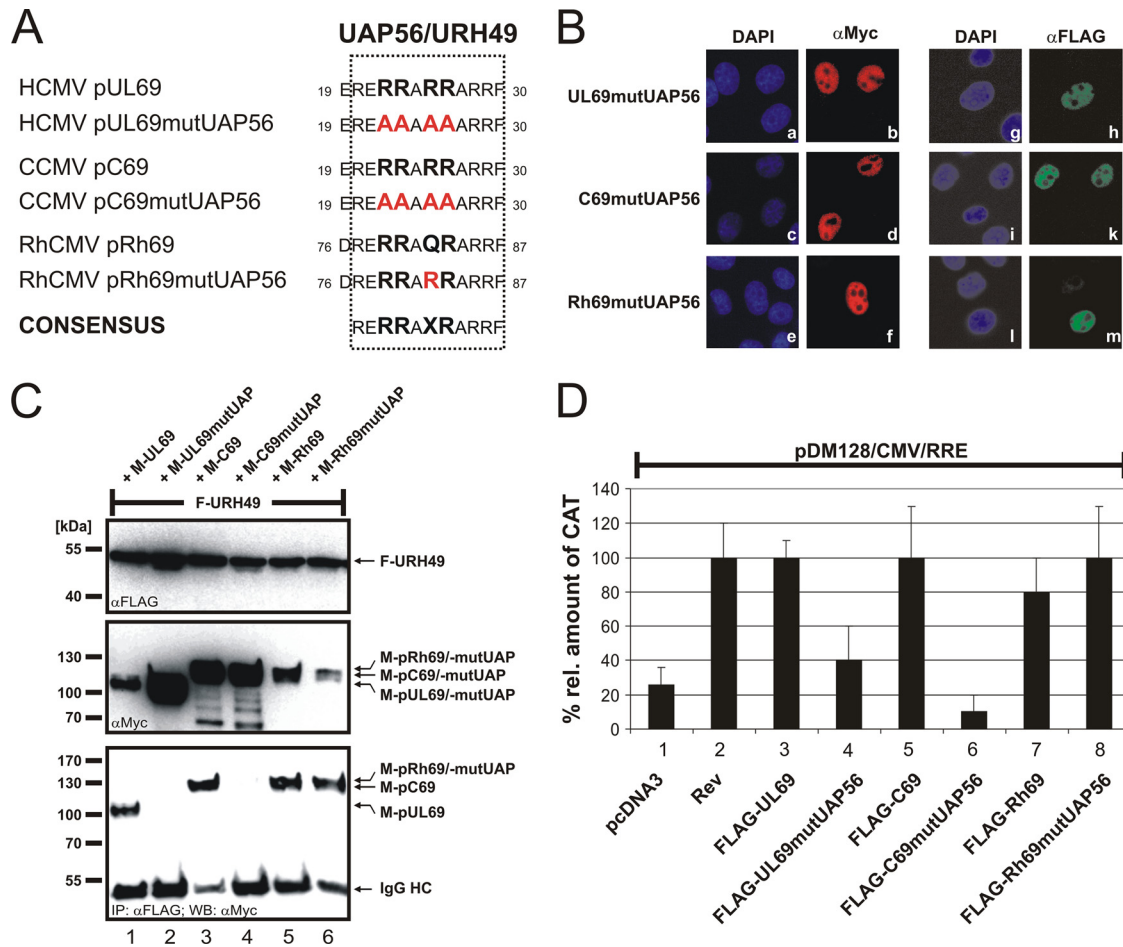 A
UAP56/URH49
HCMV pUL69 19 ERERRARRARRF 30
HCMV pUL69mutUAP56 19 EREAAAAAARRF 30
CCMV pC69 19 ERERRARRARRF 30
CCMV pC69mutUAP56 19 EREAAAAAARRF 30
RhCMV pRh69 76 DRERRAQRARRF 87
RhCMV pRh69mutUAP56 76 DRERRARRARRF 87
CONSENSUS RERRAXRARRF
B
DAPI αMyc DAPI αFLAG
UL69mutUAP56 a b g h
C69mutUAP56 c d i k
Rh69mutUAP56 e f l m
C
+ M-UL69
+ M-UL69mutUAP
+ M-C69
+ M-C69mutUAP
+ M-Rh69
+ M-Rh69mutUAP
F-URH49
[kDa]
55
40
F-URH49
αFLAG
130
100
70
M-pRh69/-mutUAP
M-pC69/-mutUAP
M-pUL69/-mutUAP
αMyc
170
130
100
70
55
M-pRh69/-mutUAP
M-pC69
M-pUL69
IgG HC
IP: αFLAG; WB: αMyc
1 2 3 4 5 6
D
pDM128/CMV/RRE
% rel. amount of CAT
140
120
100
80
60
40
20
0
1 2 3 4 5 6 7 8
pcDNA3
Rev
FLAG-UL69
FLAG-UL69mutUAP56
FLAG-C69
FLAG-C69mutUAP56
FLAG-Rh69
FLAG-Rh69mutUAP56